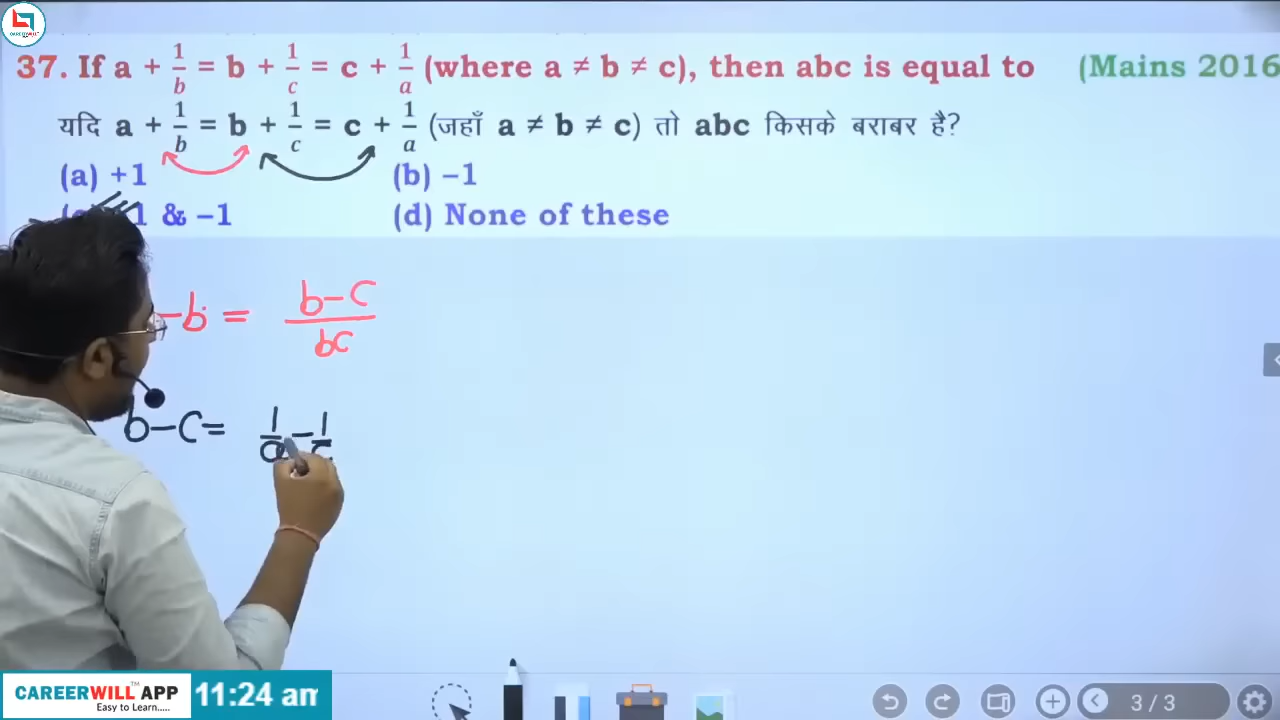 CAREERWILL
37. If a + 1/b = b + 1/c = c + 1/a (where a ≠ b ≠ c), then abc is equal to (Mains 2016
यदि a + 1/b = b + 1/c = c + 1/a (जहाँ a ≠ b ≠ c) तो abc किसके बराबर है?
(a) +1 (b) −1
1 & −1 (d) None of these
−b = b−c/bc
b−c = 1/a − 1/c
CAREERWILL™ APP 11:24 am
Easy to Learn.....
3 / 3